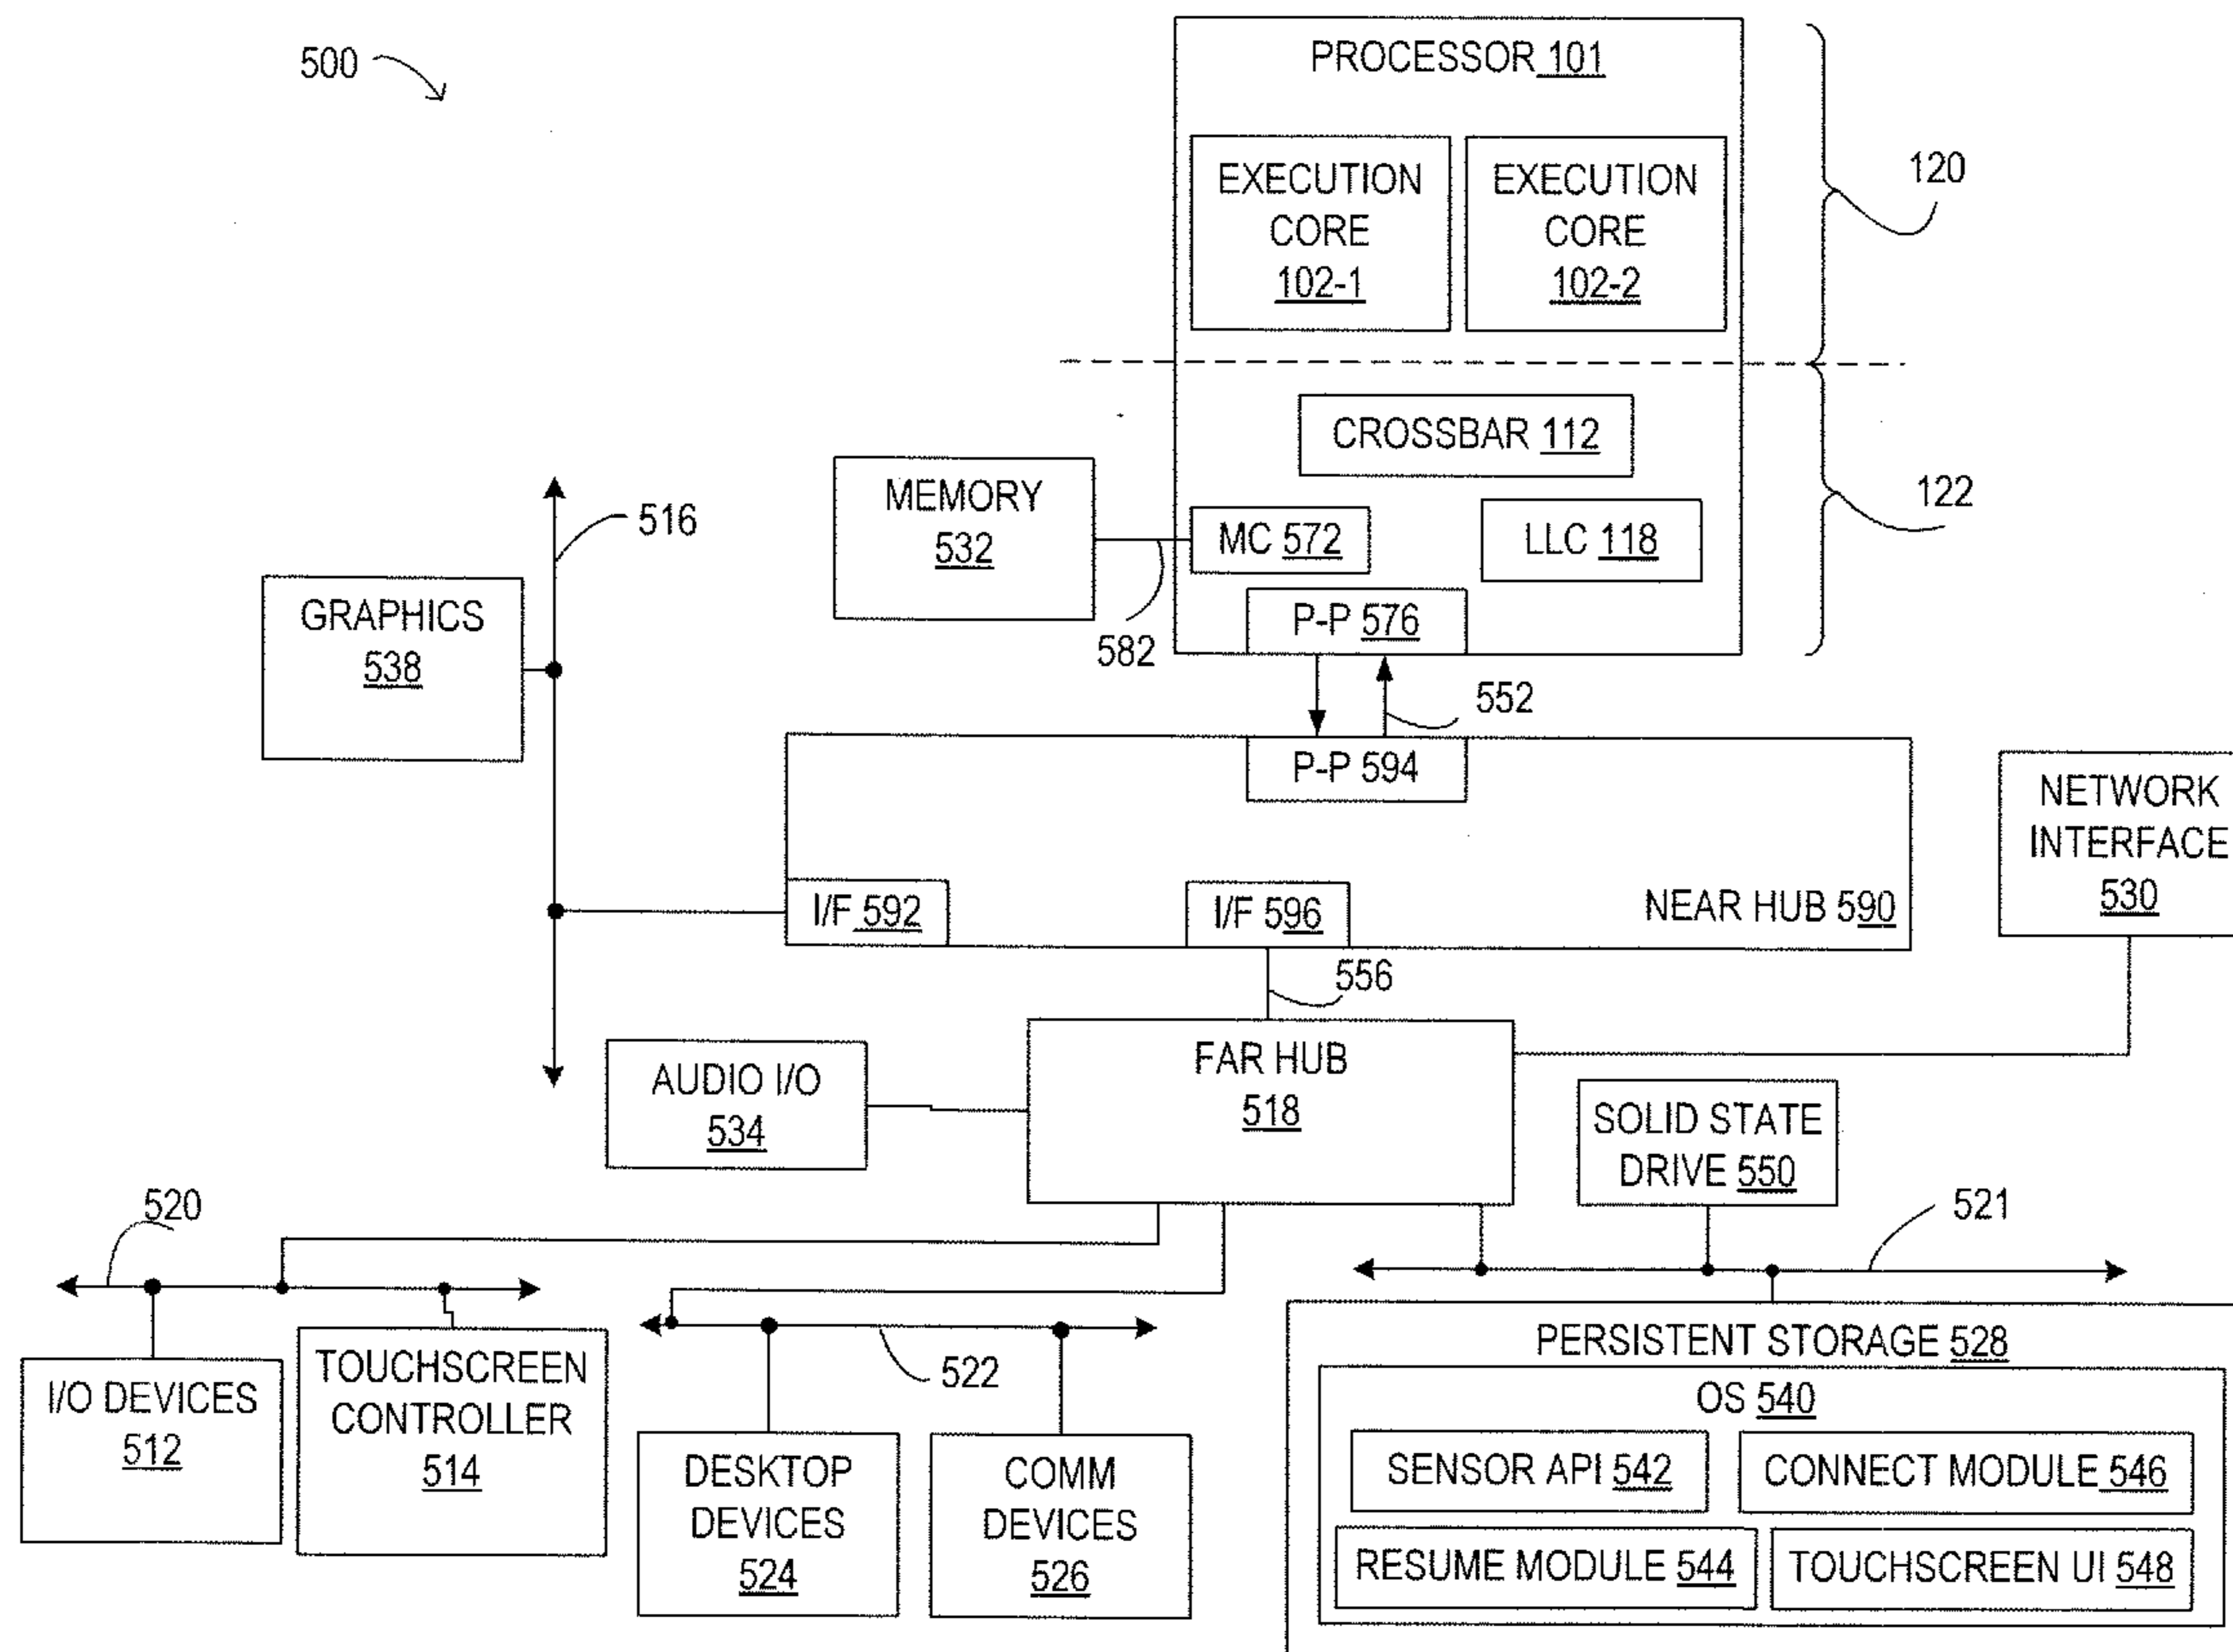 500
PROCESSOR 101
EXECUTION
CORE
102-1
EXECUTION
CORE
102-2
120
CROSSBAR 112
MEMORY
532
MC 572
LLC 118
122
516
582
P-P 576
GRAPHICS
538
552
P-P 594
I/F 592
I/F 596
NEAR HUB 590
NETWORK
INTERFACE
530
556
FAR HUB
518
AUDIO I/O
534
SOLID STATE
DRIVE 550
520
521
522
I/O DEVICES
512
TOUCHSCREEN
CONTROLLER
514
DESKTOP
DEVICES
524
COMM
DEVICES
526
PERSISTENT STORAGE 528
OS 540
SENSOR API 542
CONNECT MODULE 546
RESUME MODULE 544
TOUCHSCREEN UI 548